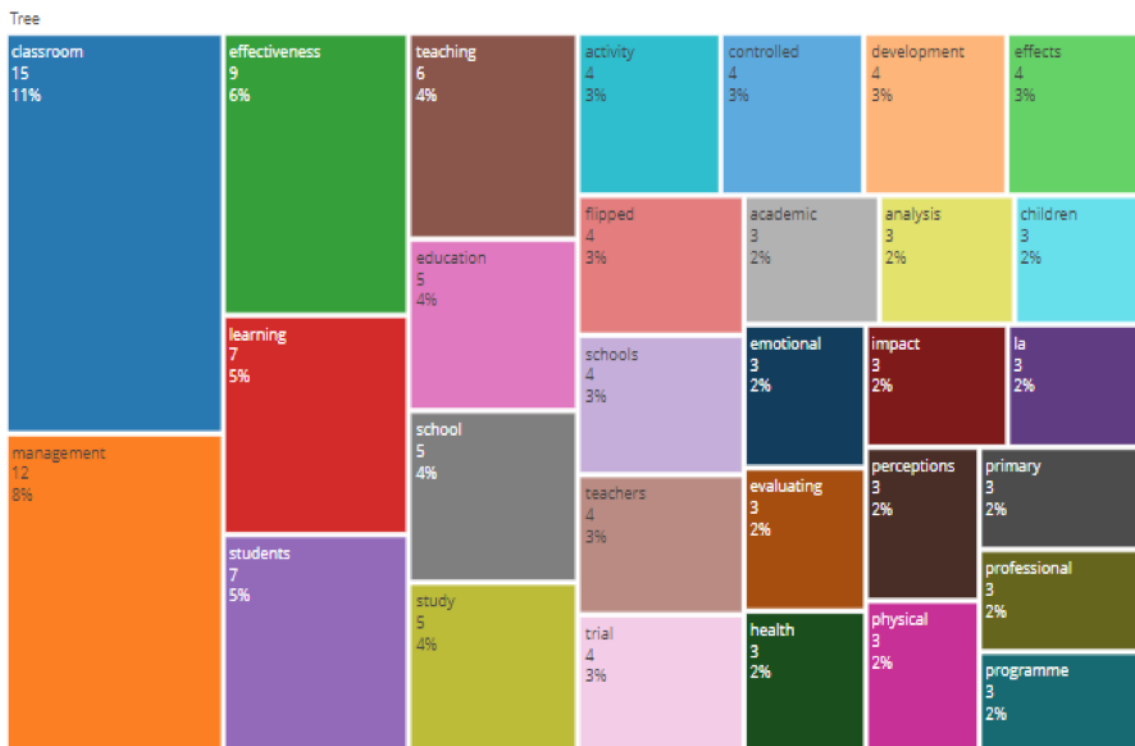 Tree
classroom
15
11%
management
12
8%
effectiveness
9
6%
learning
7
5%
students
7
5%
teaching
6
4%
education
5
4%
school
5
4%
study
5
4%
activity
4
3%
controlled
4
3%
development
4
3%
effects
4
3%
flipped
4
3%
schools
4
3%
teachers
4
3%
trial
4
3%
academic
3
2%
analysis
3
2%
children
3
2%
emotional
3
2%
evaluating
3
2%
health
3
2%
impact
3
2%
la
3
2%
perceptions
3
2%
physical
3
2%
primary
3
2%
professional
3
2%
programme
3
2%